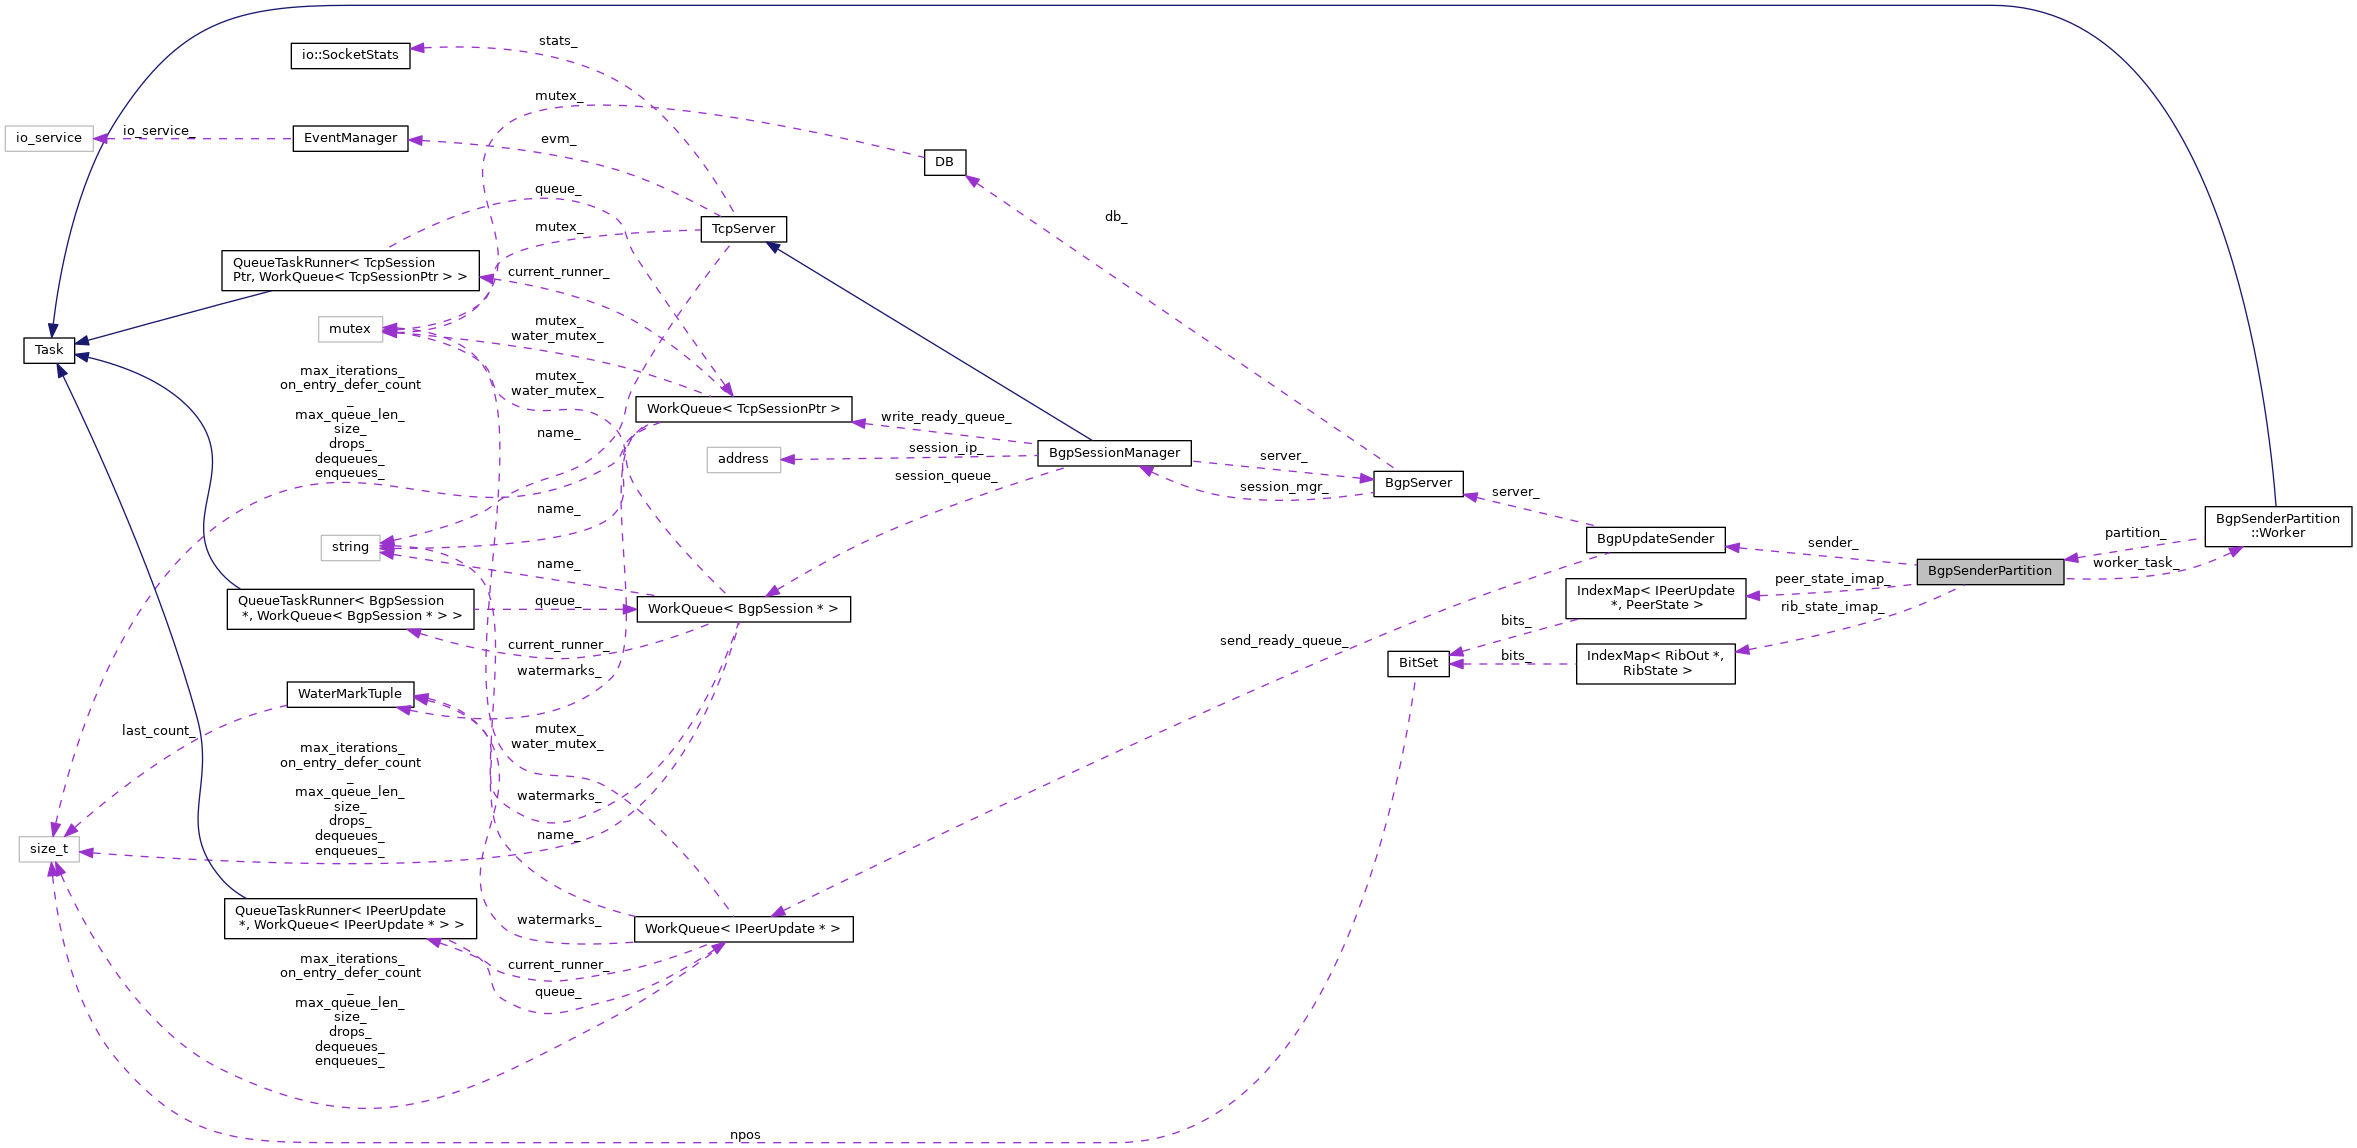 stats_
io::SocketStats
mutex_
io_service
io_service_
EventManager
evm_
DB
queue_
db_
mutex_
TcpServer
QueueTaskRunner< TcpSession
Ptr, WorkQueue< TcpSessionPtr > >
current_runner_
mutex
mutex_
water_mutex_
Task
max_iterations_
on_entry_defer_count
_
max_queue_len_
size_
drops_
dequeues_
enqueues_
mutex_
water_mutex_
WorkQueue< TcpSessionPtr >
write_ready_queue_
name_
address
session_ip_
BgpSessionManager
session_queue_
server_
session_mgr_
BgpServer
server_
name_
string
BgpUpdateSender
sender_
partition_
BgpSenderPartition
::Worker
worker_task_
BgpSenderPartition
name_
peer_state_imap_
IndexMap< IPeerUpdate
*, PeerState >
rib_state_imap_
QueueTaskRunner< BgpSession
*, WorkQueue< BgpSession * > >
queue_
WorkQueue< BgpSession * >
current_runner_
bits_
send_ready_queue_
BitSet
bits_
IndexMap< RibOut *,
RibState >
watermarks_
WaterMarkTuple
last_count_
mutex_
water_mutex_
max_iterations_
on_entry_defer_count
_
max_queue_len_
size_
drops_
dequeues_
enqueues_
watermarks_
name_
size_t
QueueTaskRunner< IPeerUpdate
*, WorkQueue< IPeerUpdate * > >
watermarks_
WorkQueue< IPeerUpdate * >
current_runner_
queue_
max_iterations_
on_entry_defer_count
_
max_queue_len_
size_
drops_
dequeues_
enqueues_
npos